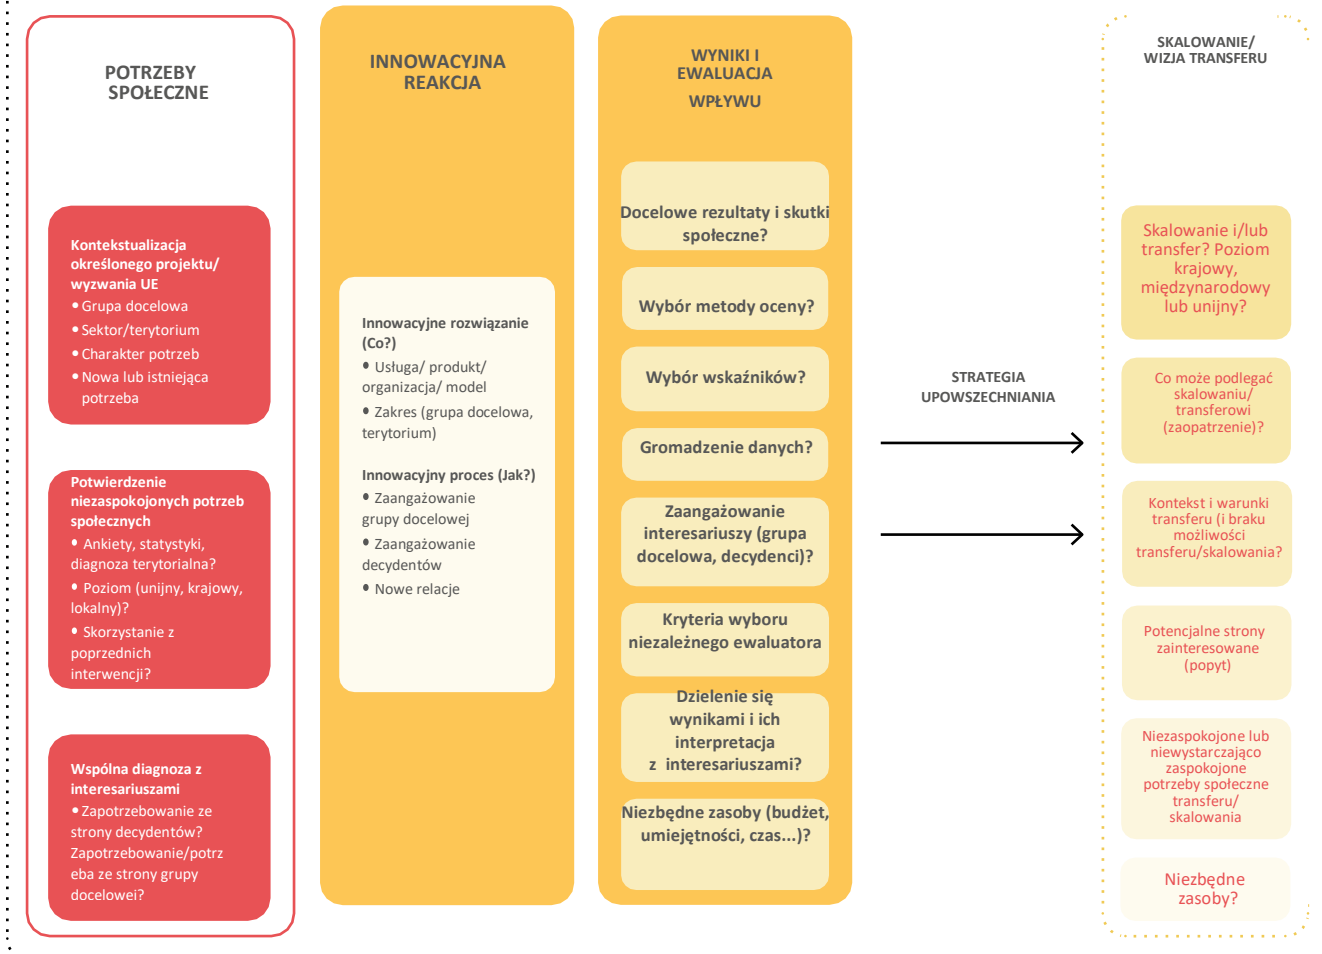 POTRZEBY
SPOŁECZNE
Kontekstualizacja
określonego projektu/
wyzwania UE
• Grupa docelowa
• Sektor/terytorium
• Charakter potrzeb
• Nowa lub istniejąca
potrzeba
Potwierdzenie
niezaspokojonych potrzeb
społecznych
• Ankiety, statystyki,
diagnoza terytorialna?
• Poziom (unijny, krajowy,
lokalny)?
• Skorzystanie z
poprzednich
interwencji?
Wspólna diagnoza z
interesariuszami
• Zapotrzebowanie ze
strony decydentów?
Zapotrzebowanie/potrz
eba ze strony grupy
docelowei?
INNOWACYJNA
REAKCJA
Innowacyjne rozwiązanie
(Co?)
• Usługa/ produkt/
organizacja/ model
• Zakres (grupa docelowa,
terytorium)
Innowacyjny proces (Jak?)
• Zaangażowanie
grupy docelowej
• Zaangażowanie
decydentów
• Nowe relacje
WYNIKI I
EWALUACJA
WPŁYWU
Docelowe rezultaty i skutki
społeczne?
Wybór metody oceny?
Wybór wskaźników?
Gromadzenie danych?
Zaangażowanie
interesariuszy (grupa
docelowa, decydenci)?
Kryteria wyboru
niezależnego ewaluatora
Dzielenie się
wynikami i ich
interpretacja
z interesariuszami?
Niezbędne zasoby (budżet,
umiejętności, czas...)?
STRATEGIA
UPOWSZECHNIANIA
SKALOWANIE/
WIZJA TRANSFERU
Skalowanie i/lub
transfer? Poziom
krajowy,
międzynarodowy
lub unijny?
Co może podlegać
skalowaniu/
transferowi
(zaopatrzenie)?
Kontekst i warunki
transferu (i braku
możliwości
transferu/skalowania?
Potencjalne strony
zainteresowane
(popyt)
Niezaspokojone lub
niewystarczająco
zaspokojone
potrzeby społeczne
transferu/
skalowania
Niezbędne
zasoby?